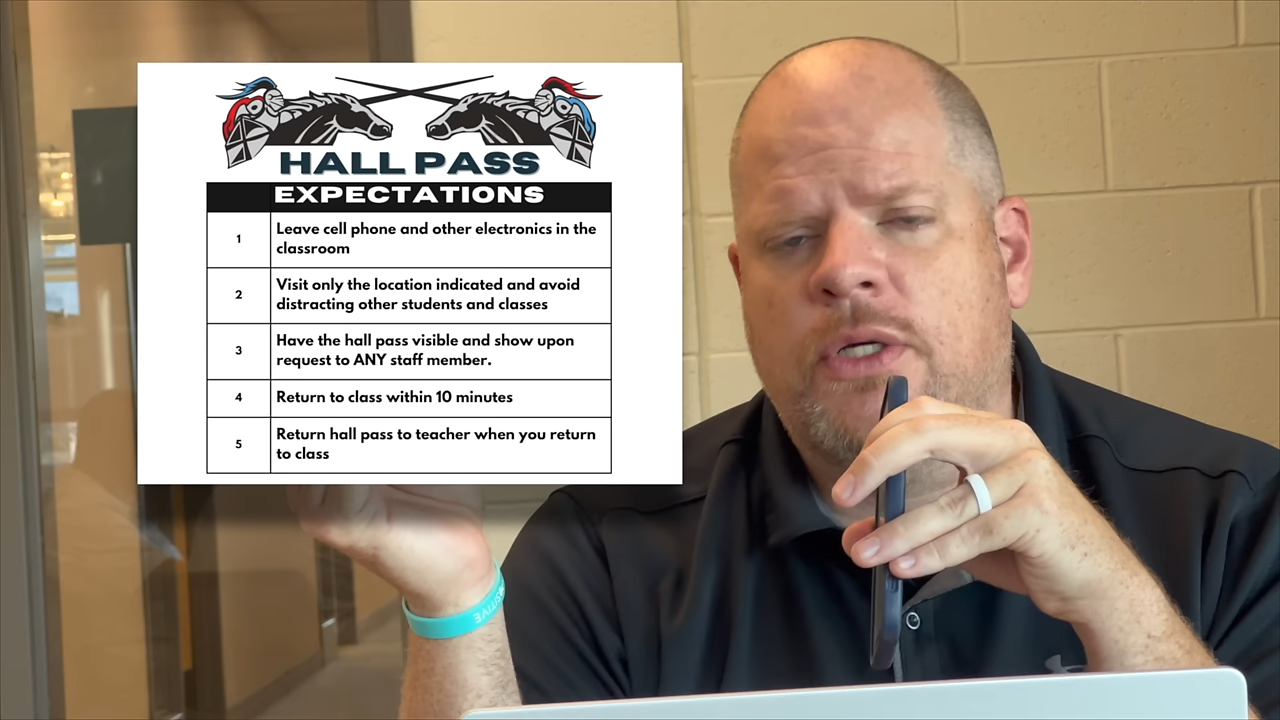 HALL PASS
EXPECTATIONS
1
Leave cell phone and other electronics in the
classroom
2
Visit only the location indicated and avoid
distracting other students and classes
3
Have the hall pass visible and show upon
request to ANY staff member.
4
Return to class within 10 minutes
5
Return hall pass to teacher when you return
to class